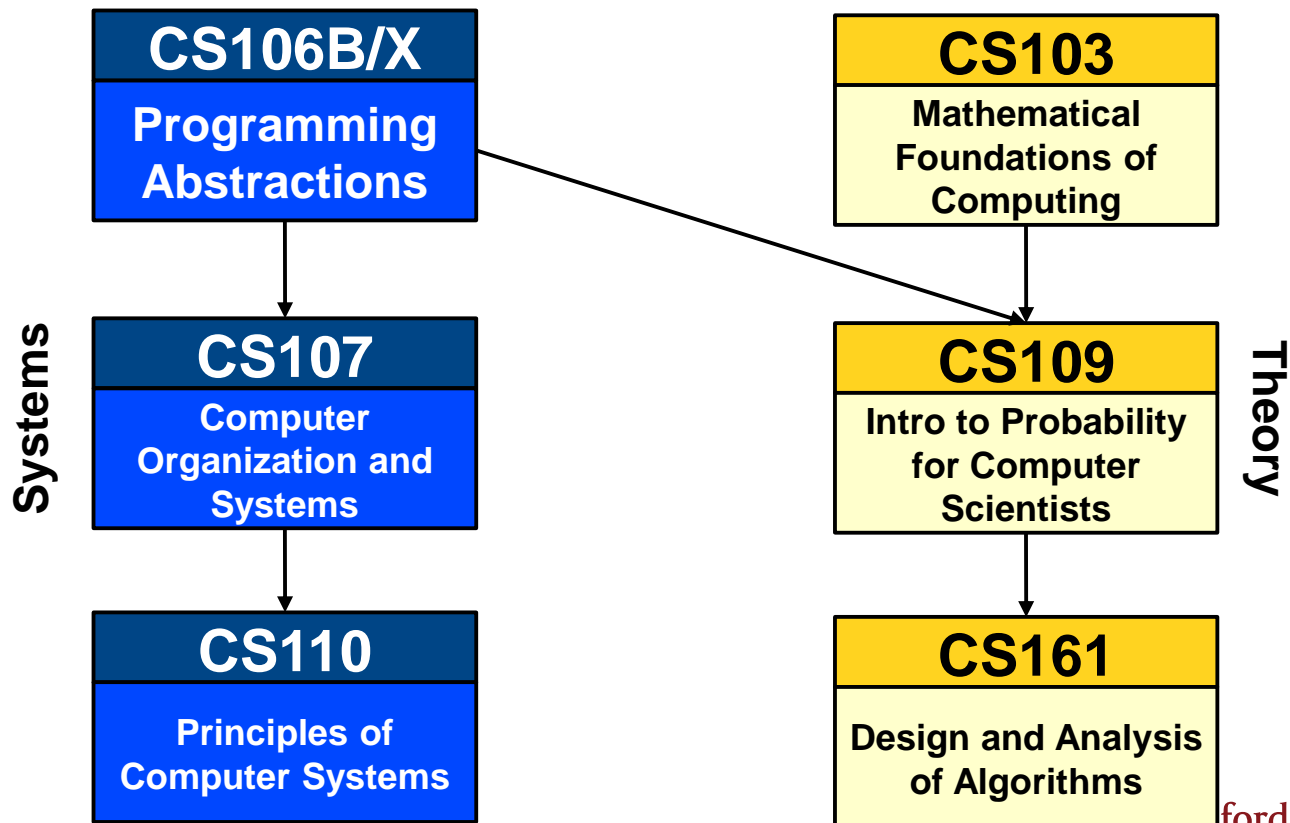 CS106B/X
Programming
Abstractions
CS103
Mathematical
Foundations of
Computing
Systems
CS107
Computer
Organization and
Systems
CS109
Intro to Probability
for Computer
Scientists
Theory
CS110
Principles of
Computer Systems
CS161
Design and Analysis
of Algorithms
ford